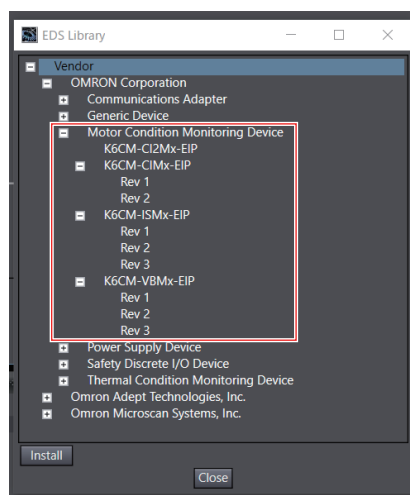 EDS Library
Vendor
OMRON Corporation
Communications Adapter
Generic Device
Motor Condition Monitoring Device
K6CM-CI2Mx-EIP
K6CM-CIMx-EIP
Rev 1
Rev 2
K6CM-ISMx-EIP
Rev 1
Rev 2
Rev 3
K6CM-VBMx-EIP
Rev 1
Rev 2
Rev 3
Power Supply Device
Safety Discrete I/O Device
Thermal Condition Monitoring Device
Omron Adept Technologies, Inc.
Omron Microscan Systems, Inc.
Install
Close